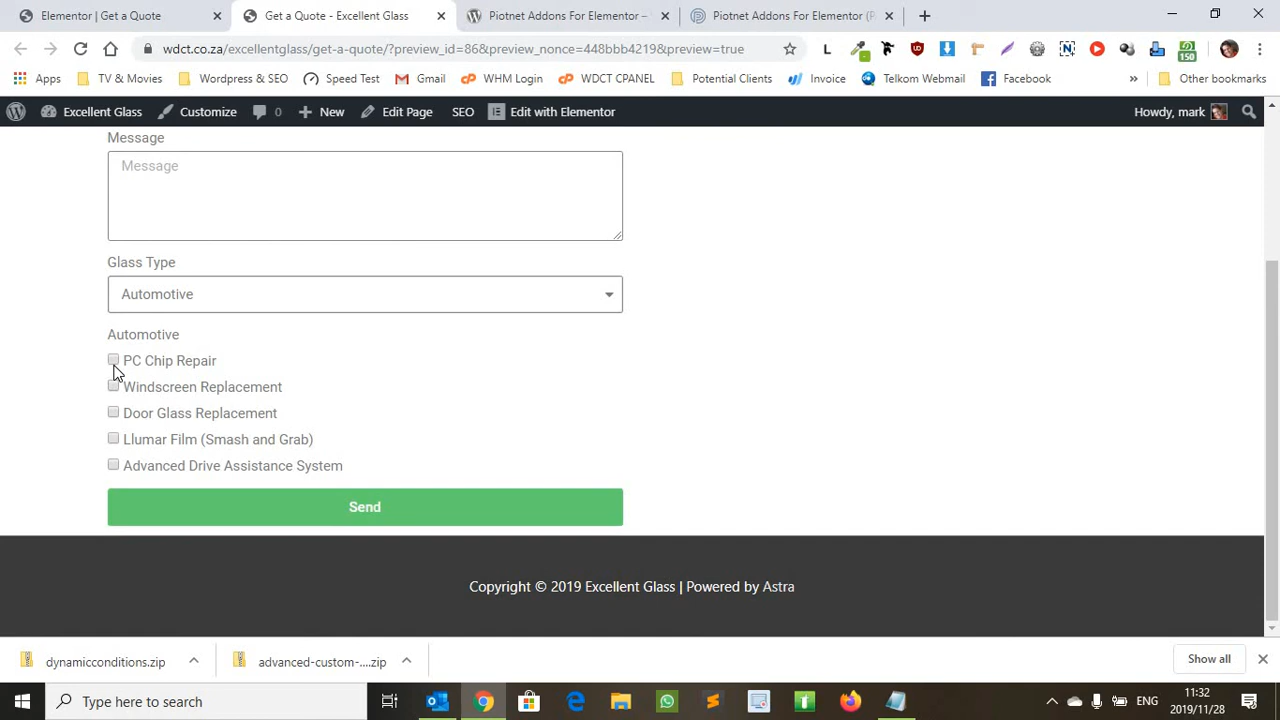 Elementor | Get a Quote
Get a Quote - Excellent Glass
Piotnet Addons For Elementor –
Piotnet Addons For Elementor (P
wdct.co.za/excellentglass/get-a-quote/?preview_id=86&preview_nonce=448bbb4219&preview=true
L
150
Apps
TV & Movies
Wordpress & SEO
Speed Test
Gmail
WHM Login
WDCT CPANEL
Potential Clients
Invoice
Telkom Webmail
Facebook
»
Other bookmarks
Excellent Glass
Customize
0
New
Edit Page
SEO
Edit with Elementor
Howdy, mark
Message
Message
Glass Type
Automotive
Automotive
PC Chip Repair
Windscreen Replacement
Door Glass Replacement
Llumar Film (Smash and Grab)
Advanced Drive Assistance System
Send
Copyright © 2019 Excellent Glass | Powered by Astra
dynamicconditions.zip
advanced-custom-....zip
Show all
Type here to search
ENG
11:32
2019/11/28